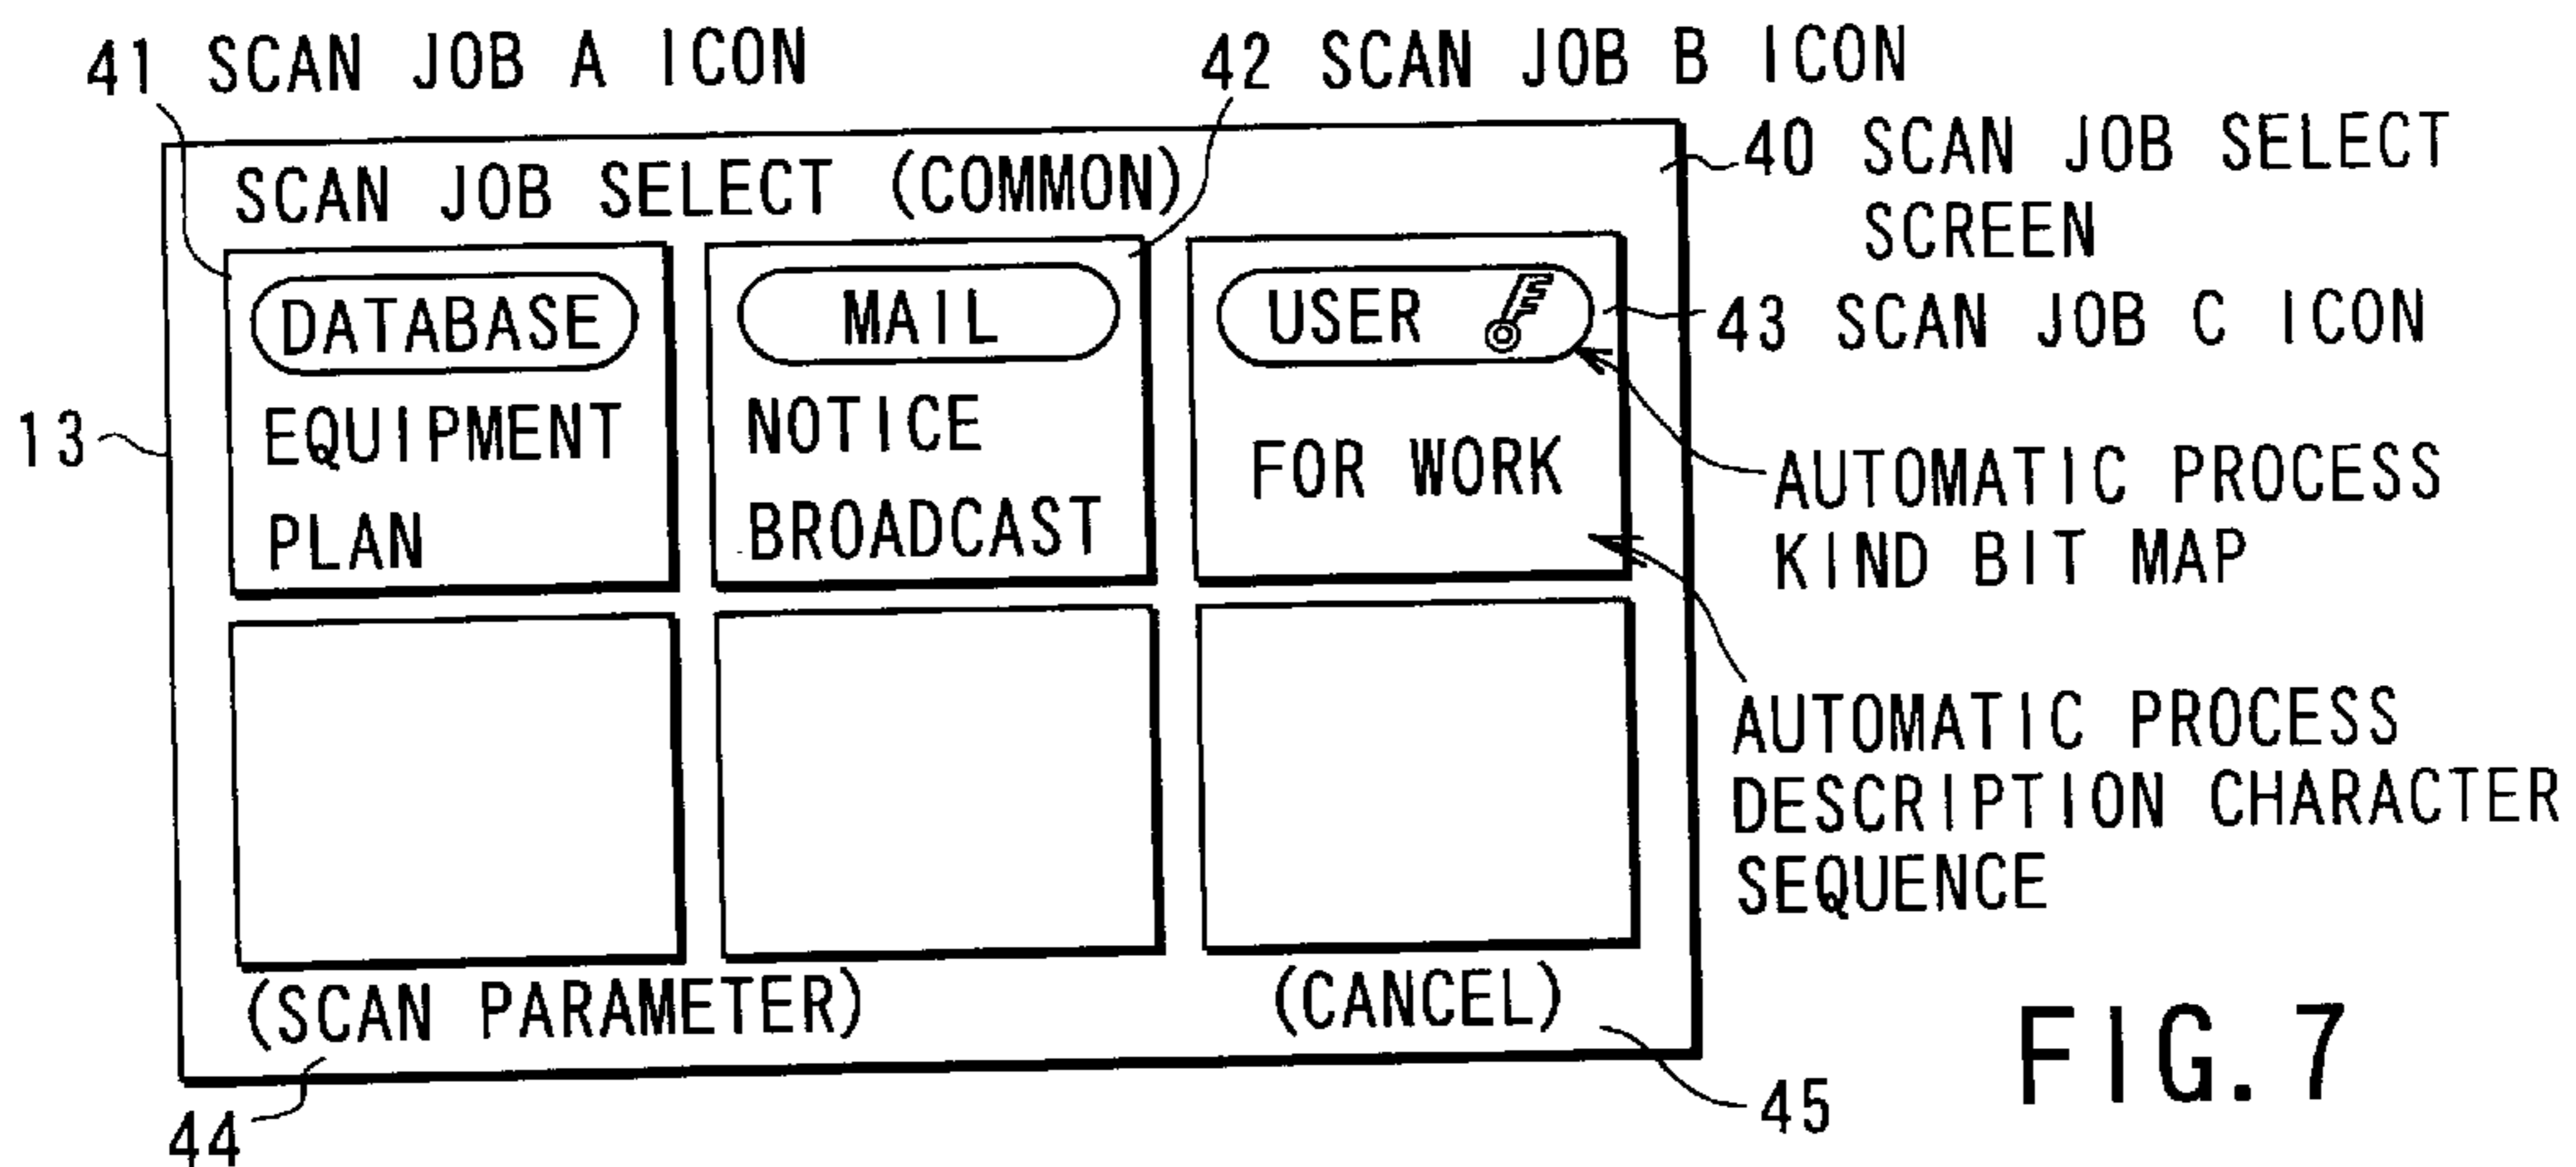 41 SCAN JOB A ICON
42 SCAN JOB B ICON
SCAN JOB SELECT (COMMON)
40 SCAN JOB SELECT
SCREEN
DATABASE
EQUIPMENT
PLAN
MAIL
NOTICE
BROADCAST
USER
FOR WORK
43 SCAN JOB C ICON
13
AUTOMATIC PROCESS
KIND BIT MAP
AUTOMATIC PROCESS
DESCRIPTION CHARACTER
SEQUENCE
(SCAN PARAMETER)
(CANCEL)
44
45
FIG. 7